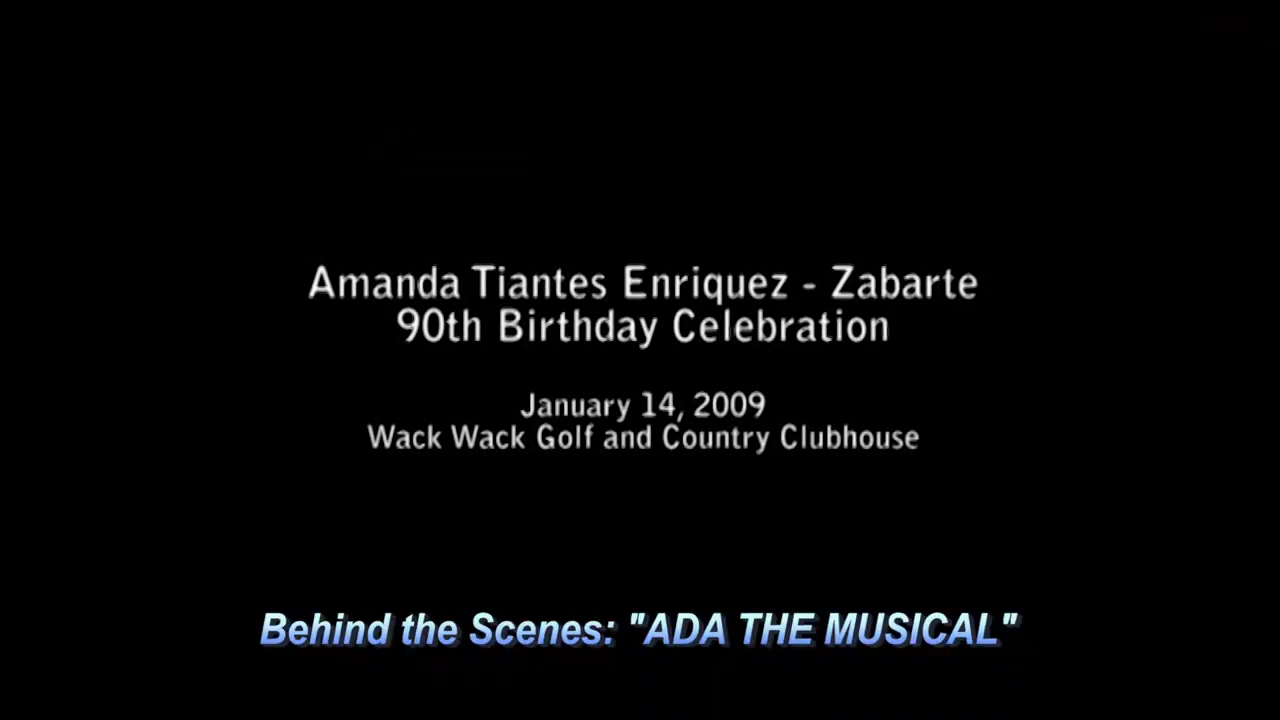 Amanda Tiantes Enriquez - Zabarte
90th Birthday Celebration
January 14, 2009
Wack Wack Golf and Country Clubhouse
Behind the Scenes: "ADA THE MUSICAL"